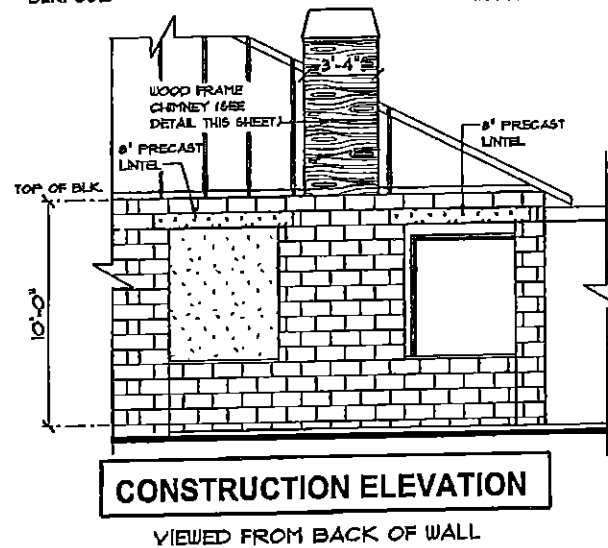 3'-4"
WOOD FRAME
CHIMNEY (SEE
DETAIL THIS SHEET)
8" PRECAST
LINTEL
8" PRECAST
LINTEL
TOP OF BLK.
10'-0"
CONSTRUCTION ELEVATION
VIEWED FROM BACK OF WALL